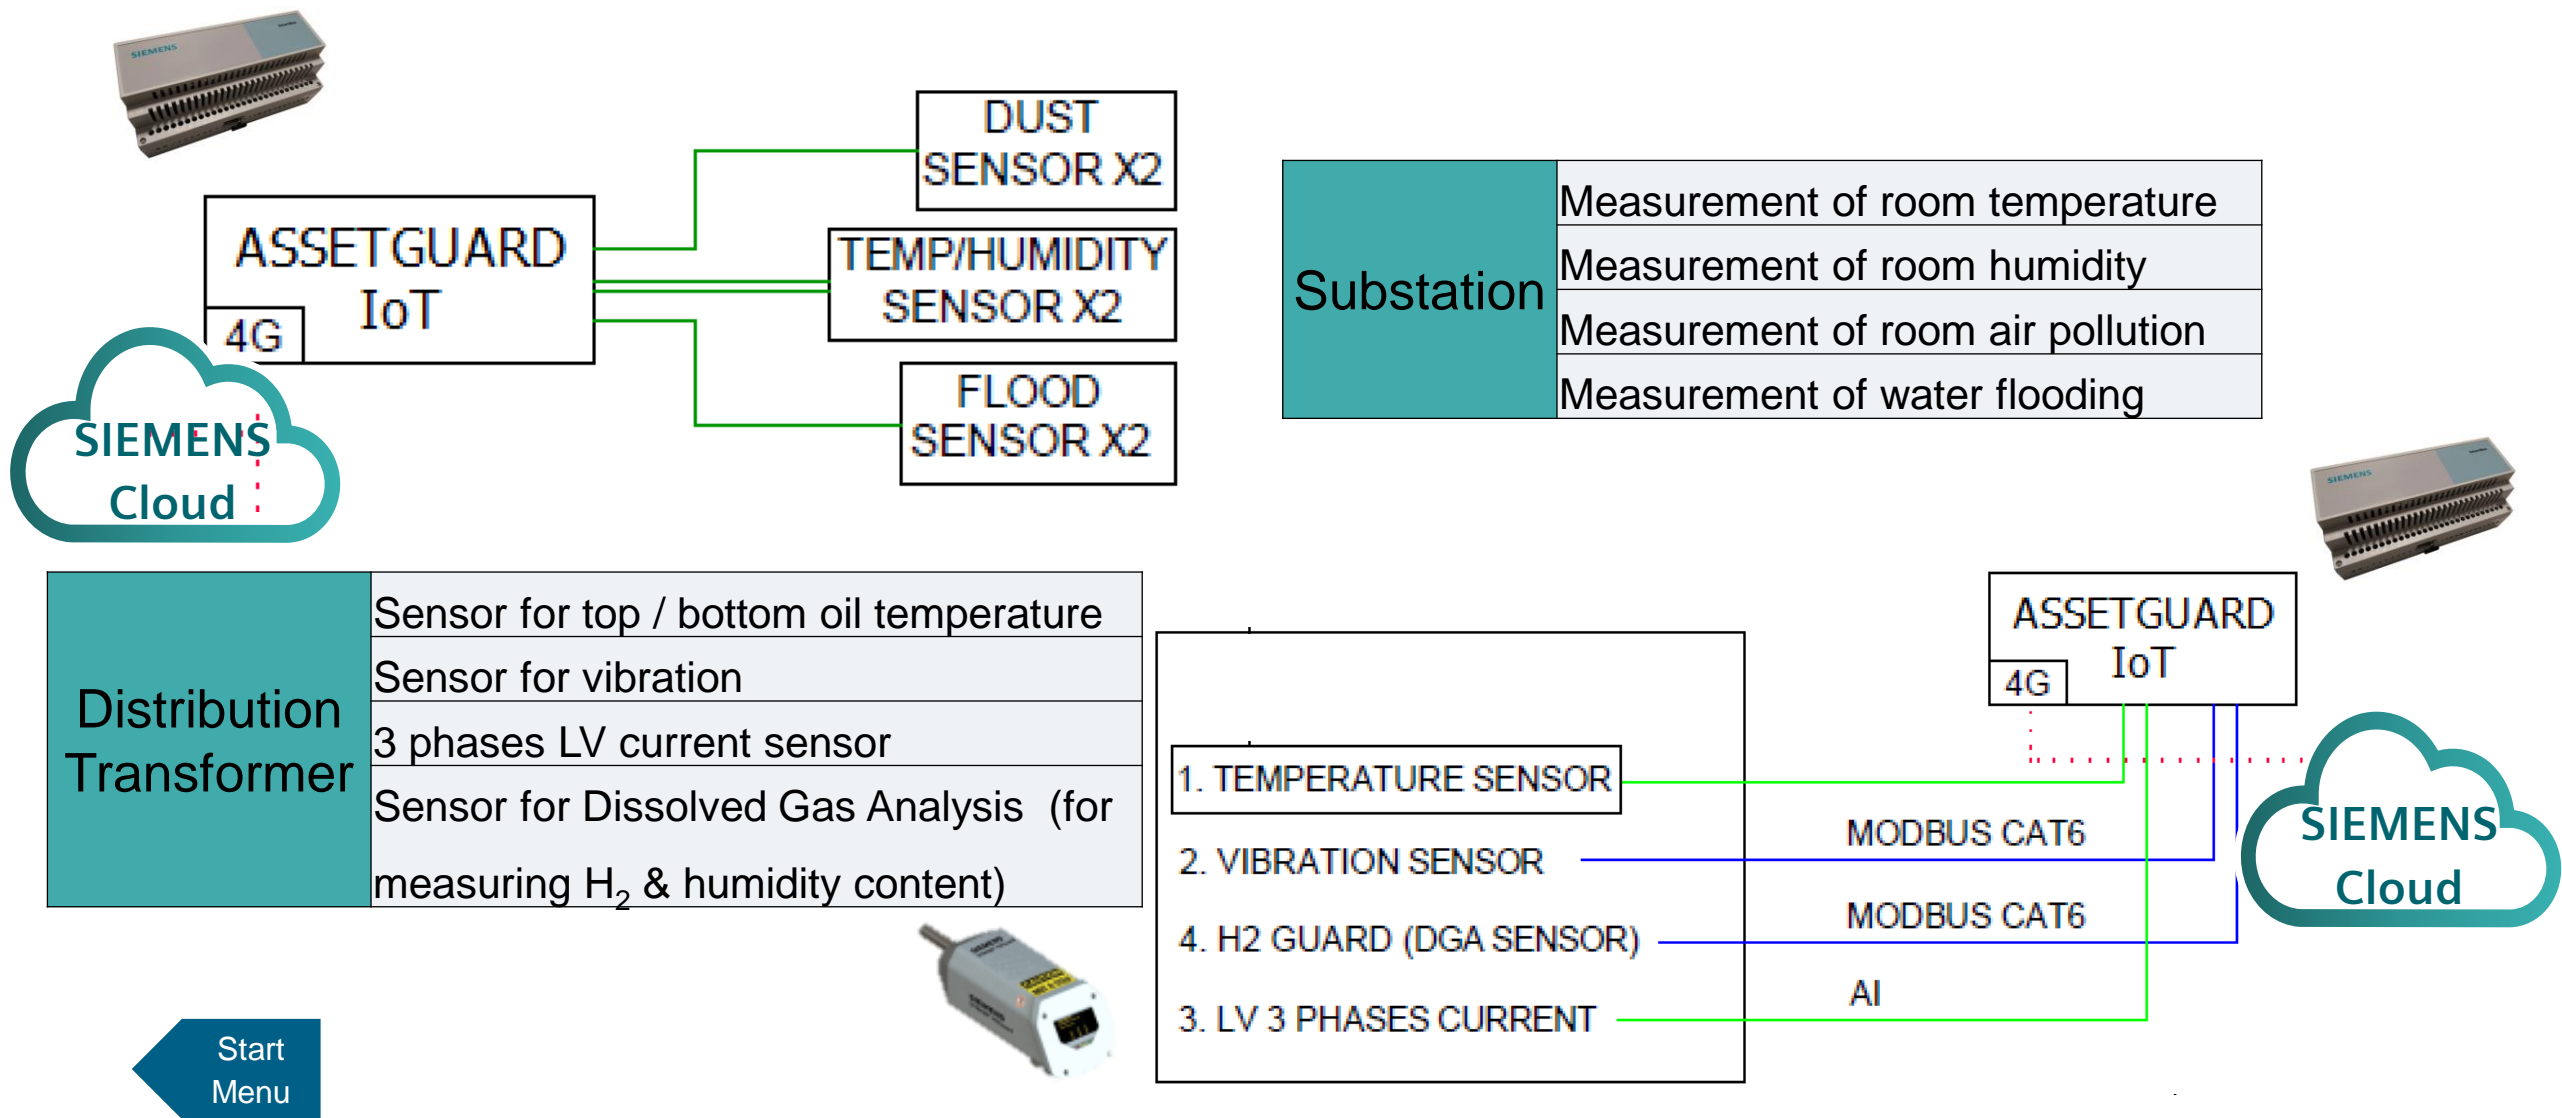 SIEMENS
DUST
SENSOR X2
ASSETGUARD
IoT
4G
TEMP/HUMIDITY
SENSOR X2
FLOOD
SENSOR X2
SIEMENS
Cloud
Substation
Measurement of room temperature
Measurement of room humidity
Measurement of room air pollution
Measurement of water flooding
SIEMENS
Distribution
Transformer
Sensor for top / bottom oil temperature
Sensor for vibration
3 phases LV current sensor
Sensor for Dissolved Gas Analysis (for
measuring H₂ & humidity content)
ASSETGUARD
IoT
4G
1. TEMPERATURE SENSOR
MODBUS CAT6
2. VIBRATION SENSOR
MODBUS CAT6
4. H2 GUARD (DGA SENSOR)
AI
3. LV 3 PHASES CURRENT
SIEMENS
Cloud
Start
Menu